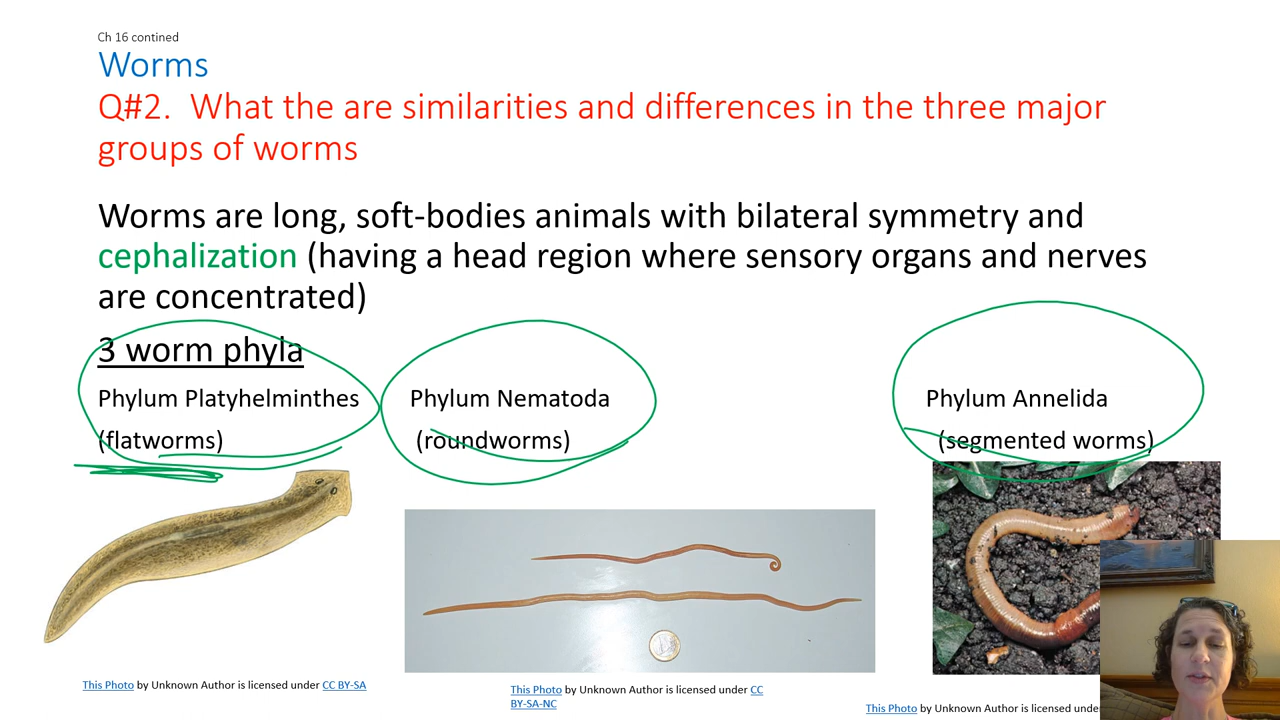 Ch 16 contined
Worms
Q#2.  What the are similarities and differences in the three major
groups of worms
Worms are long, soft-bodies animals with bilateral symmetry and
cephalization (having a head region where sensory organs and nerves
are concentrated)
3 worm phyla
Phylum Platyhelminthes
(flatworms)
Phylum Nematoda
(roundworms)
Phylum Annelida
(segmented worms)
This Photo by Unknown Author is licensed under CC BY-SA
This Photo by Unknown Author is licensed under CC
BY-SA-NC
This Photo by Unknown Author is licensed unde